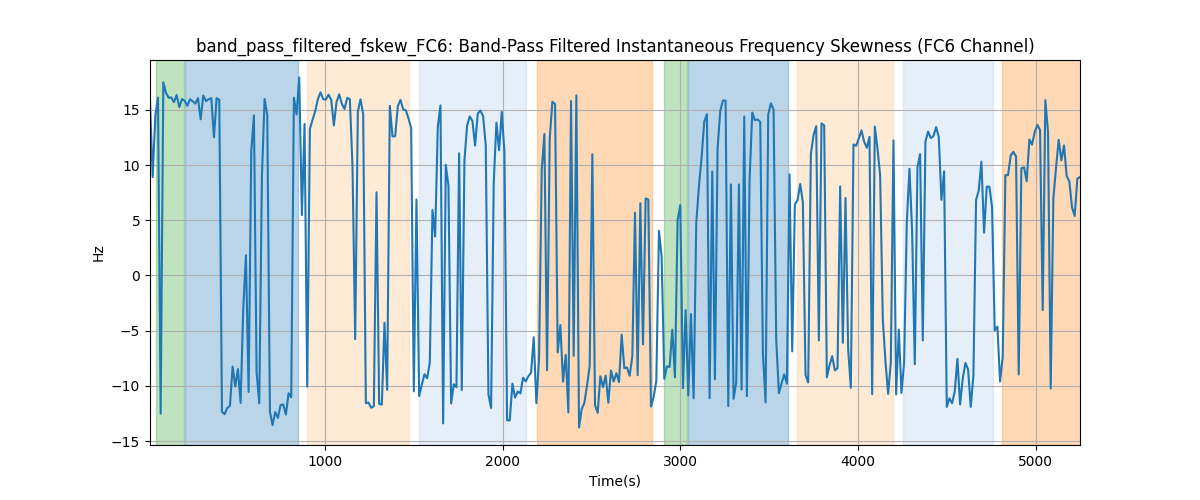 band_pass_filtered_fskew_FC6: Band-Pass Filtered Instantaneous Frequency Skewness (FC6 Channel)
15
10
5
0
−5
−10
−15
Hz
1000 2000 3000 4000 5000
Time(s)